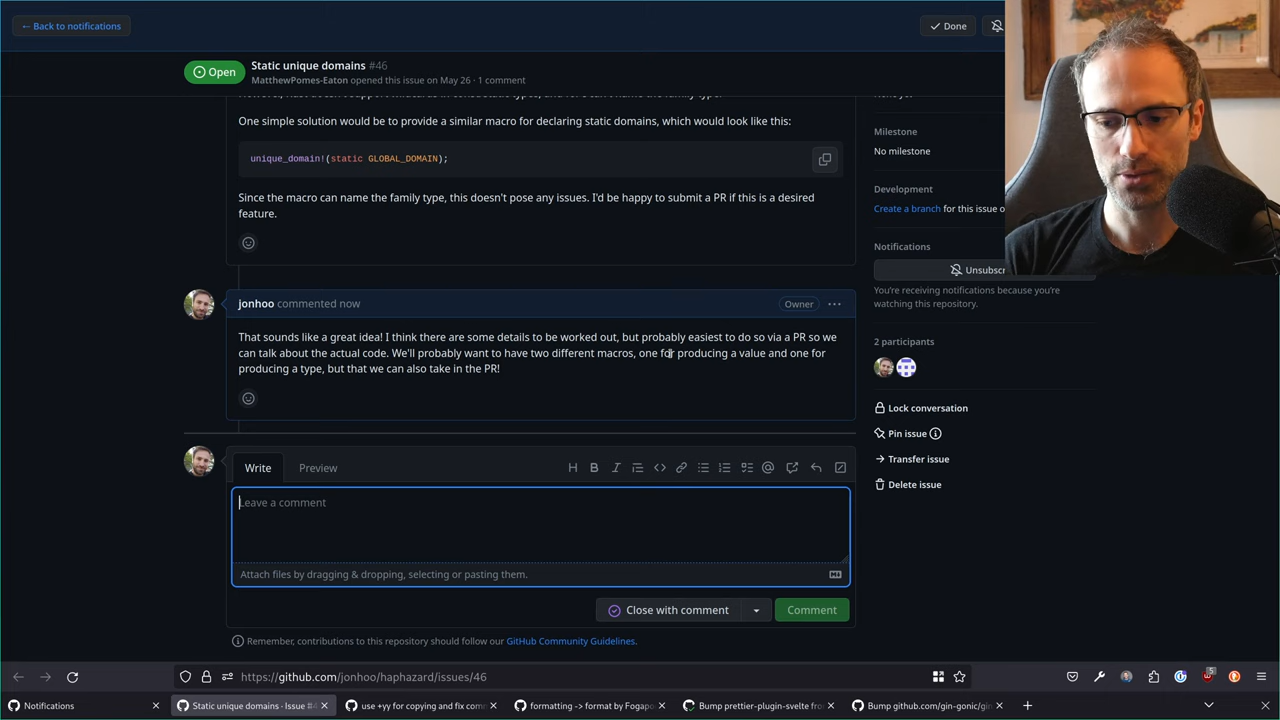 ← Back to notifications
Done
Open
Static unique domains #46
MatthewPomes-Eaton opened this issue on May 26 · 1 comment
One simple solution would be to provide a similar macro for declaring static domains, which would look like this:
unique_domain!(static GLOBAL_DOMAIN);
Since the macro can name the family type, this doesn't pose any issues. I'd be happy to submit a PR if this is a desired
feature.
jonhoo commented now
Owner
That sounds like a great idea! I think there are some details to be worked out, but probably easiest to do so via a PR so we
can talk about the actual code. We'll probably want to have two different macros, one for producing a value and one for
producing a type, but that we can also take in the PR!
Write
Preview
Leave a comment
Attach files by dragging & dropping, selecting or pasting them.
Close with comment
Comment
Remember, contributions to this repository should follow our GitHub Community Guidelines.
Milestone
No milestone
Development
Create a branch for this issue o
Notifications
Unsubsc
You're receiving notifications because you're
watching this repository.
2 participants
Lock conversation
Pin issue
Transfer issue
Delete issue
https://github.com/jonhoo/haphazard/issues/46
5
Notifications
Static unique domains · Issue #4
use +yy for copying and fix comm
formatting -> format by Fogapo
Bump prettier-plugin-svelte fro
Bump github.com/gin-gonic/gin